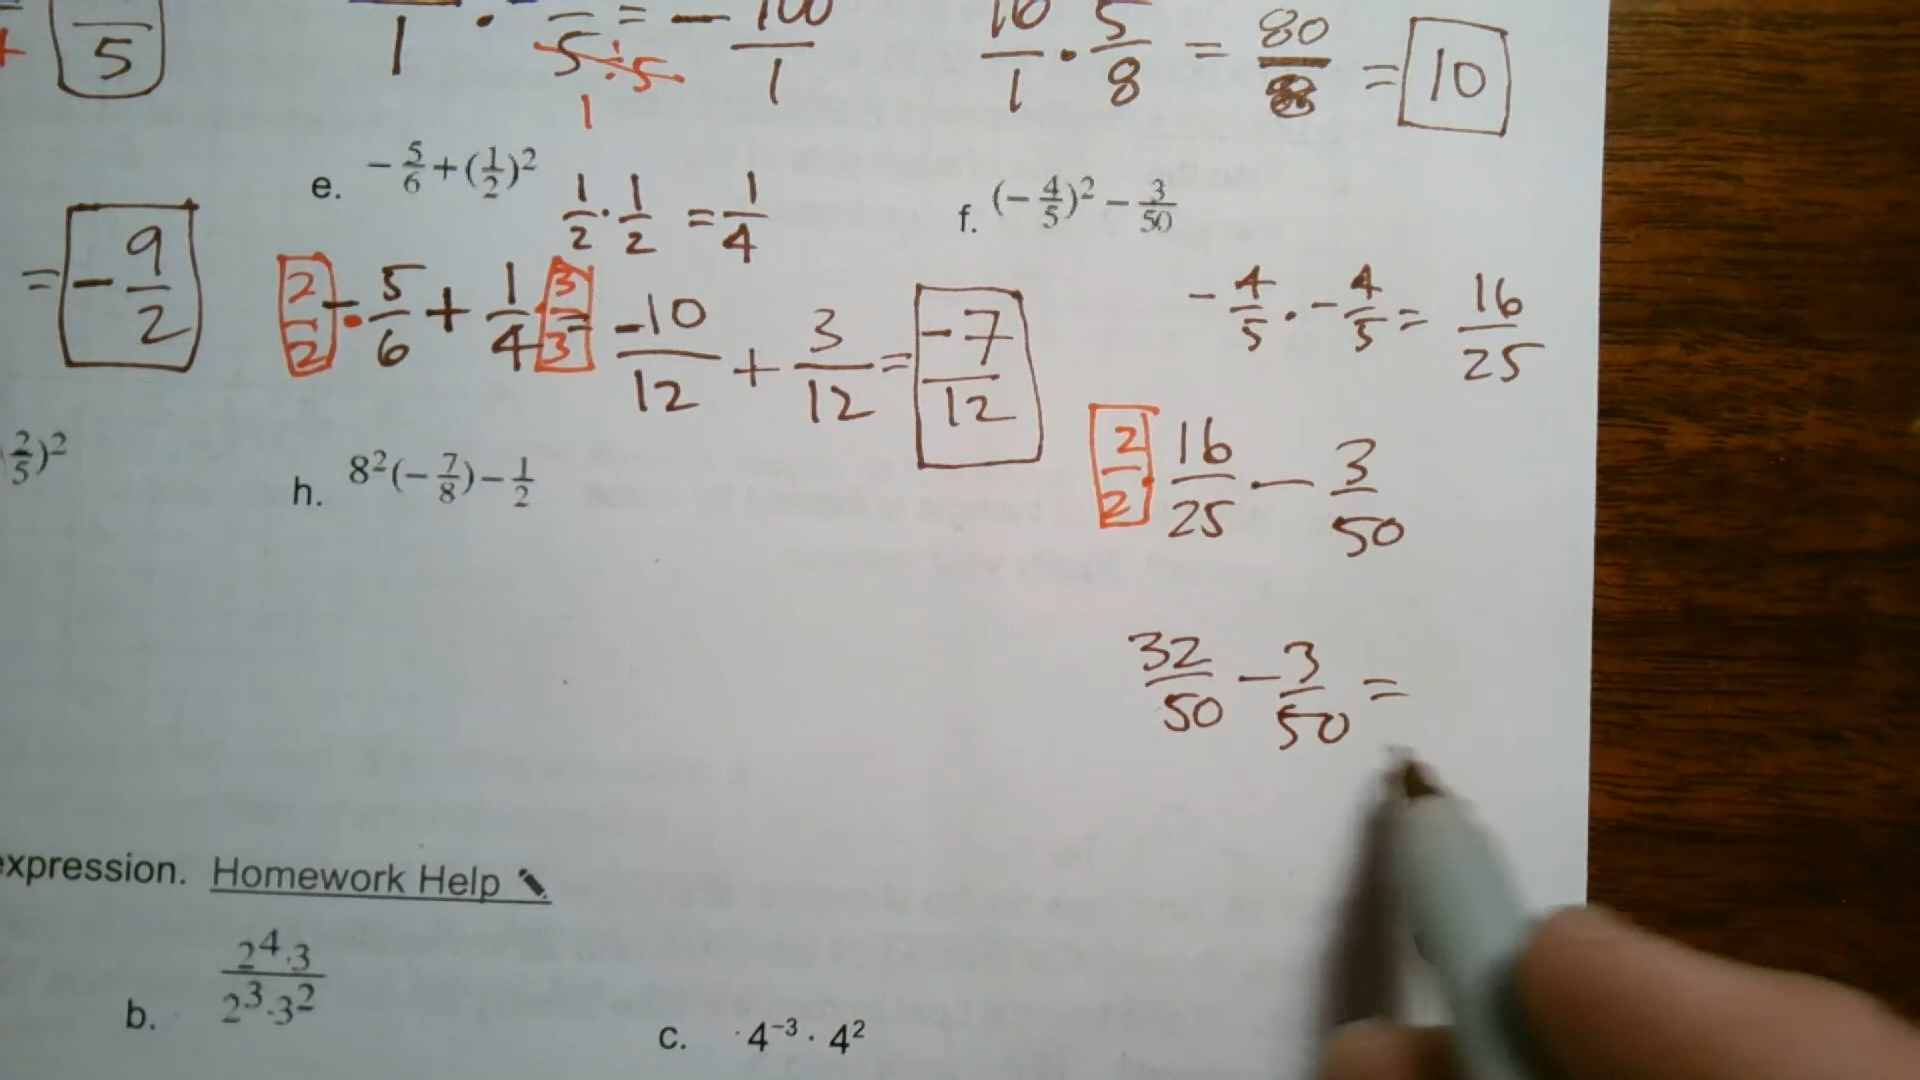 5
1 · 5 ÷5 = - 100/1
1
10/1 · 5/8 = 80/8 = 10
e. -5/6 + (1/2)²
1/2 · 1/2 = 1/4
f. (-4/5)² - 3/50
= -9/2
2/2 · -5/6 + 1/4 · 3/3 = -10/12 + 3/12 = -7/12
-4/5 · -4/5 = 16/25
2/5)²
h. 8²(-7/8) - 1/2
2/2 · 16/25 - 3/50
32/50 - 3/50 =
expression. Homework Help
b. 2⁴·3/2³·3²
c. 4⁻³ · 4²